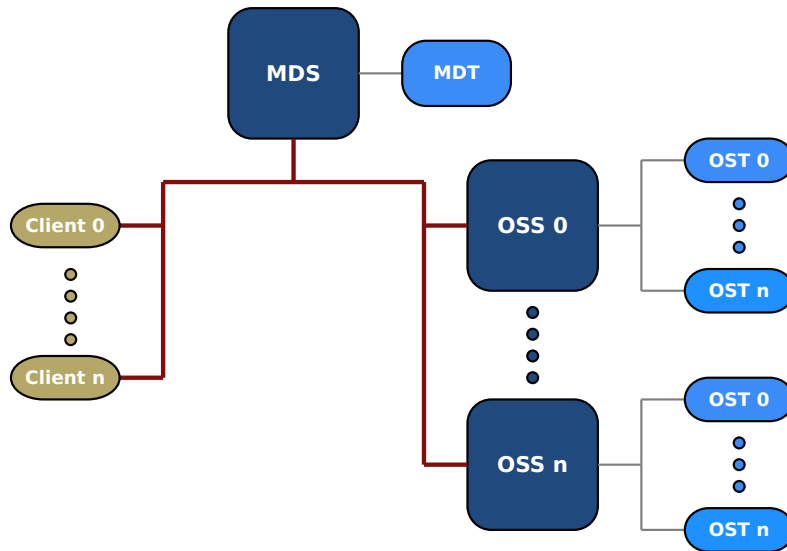 MDS
MDT
OST 0
Client 0
OSS 0
OST n
Client n
OST 0
OSS n
OST n